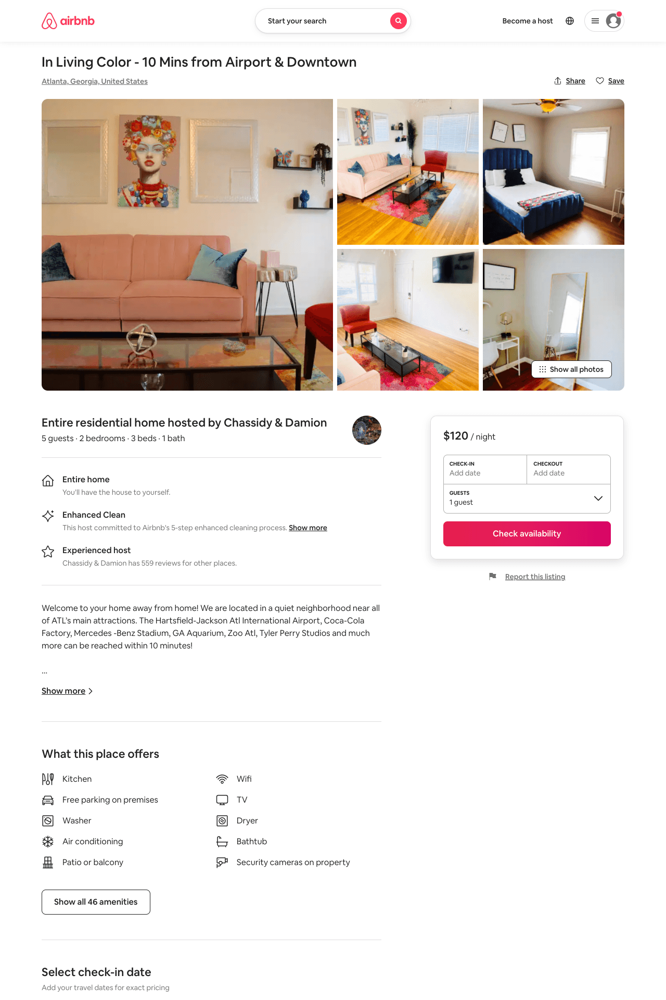 airbnb
Start your search
Become a host
In Living Color - 10 Mins from Airport & Downtown
Atlanta, Georgia, United States
Share
Save
Show all photos
Entire residential home hosted by Chassidy & Damion
5 guests · 2 bedrooms · 3 beds · 1 bath
Entire home
You’ll have the house to yourself.
Enhanced Clean
This host committed to Airbnb's 5-step enhanced cleaning process. Show more
Experienced host
Chassidy & Damion has 559 reviews for other places.
Welcome to your home away from home! We are located in a quiet neighborhood near all
of ATL’s main attractions. The Hartsfield-Jackson Atl International Airport, Coca-Cola
Factory, Mercedes -Benz Stadium, GA Aquarium, Zoo Atl, Tyler Perry Studios and much
more can be reached within 10 minutes!
...
Show more
$120 / night
CHECK-IN
Add date
CHECKOUT
Add date
GUESTS
1 guest
Check availability
Report this listing
What this place offers
Kitchen
Wifi
Free parking on premises
TV
Washer
Dryer
Air conditioning
Bathtub
Patio or balcony
Security cameras on property
Show all 46 amenities
Select check-in date
Add your travel dates for exact pricing